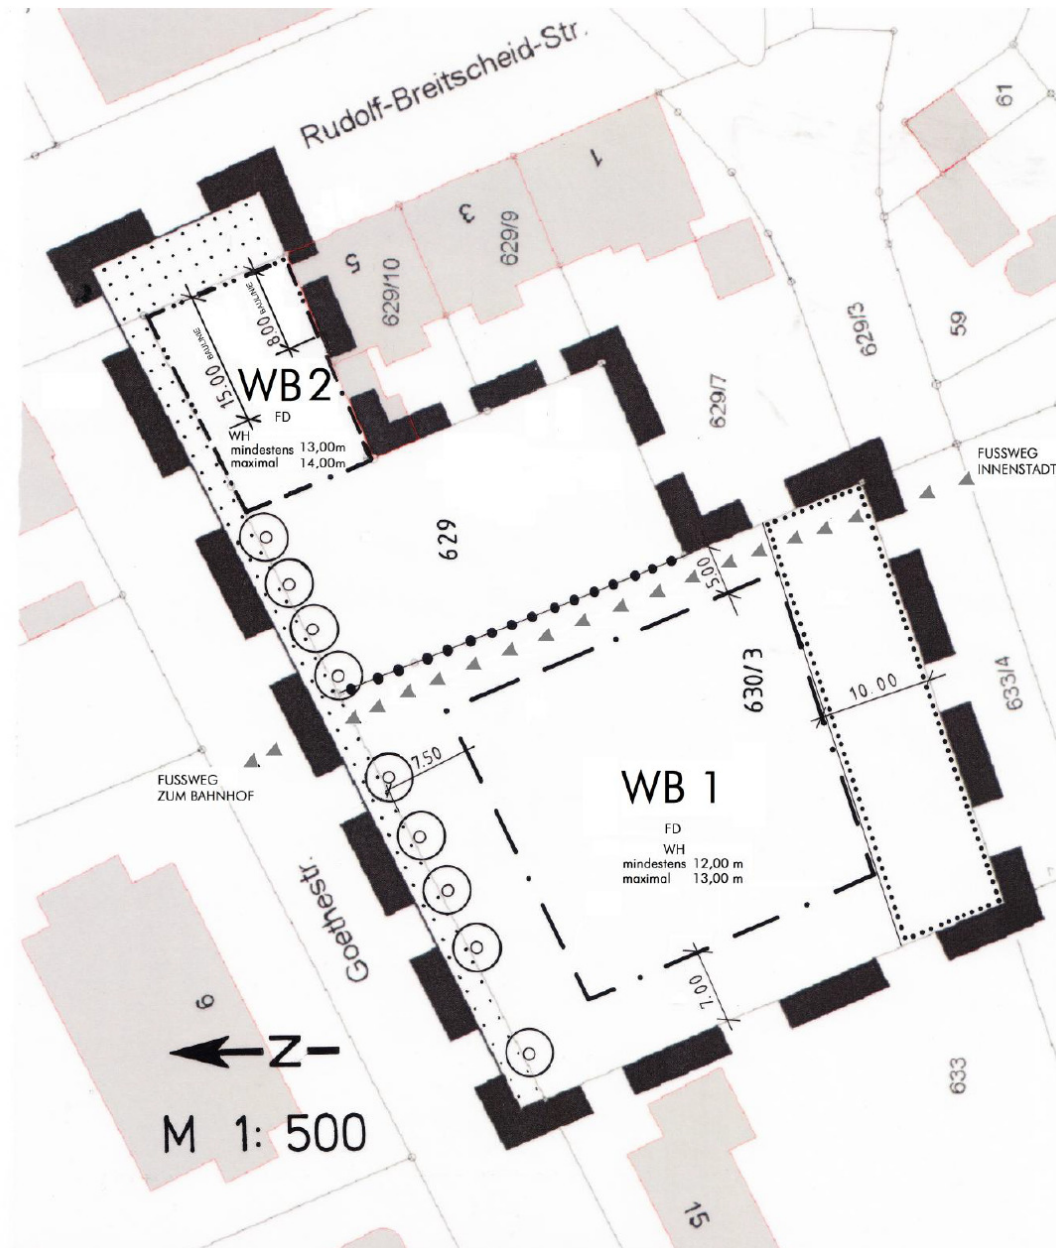 Rudolf-Breitscheid-Str.
61
1
3
629/9
5
629/10
629/3
59
8.00 BAULINIE
15.00 BAULINIE
WB2
FD
WH
mindestens 13,00m
maximal 14,00m
629/7
FUSSWEG
INNENSTADT
629
5.00
630/3
10.00
633/4
7.50
FUSSWEG
ZUM BAHNHOF
WB 1
FD
WH
mindestens 12,00 m
maximal 13,00 m
Goethestr.
7.00
N
M 1: 500
633
15